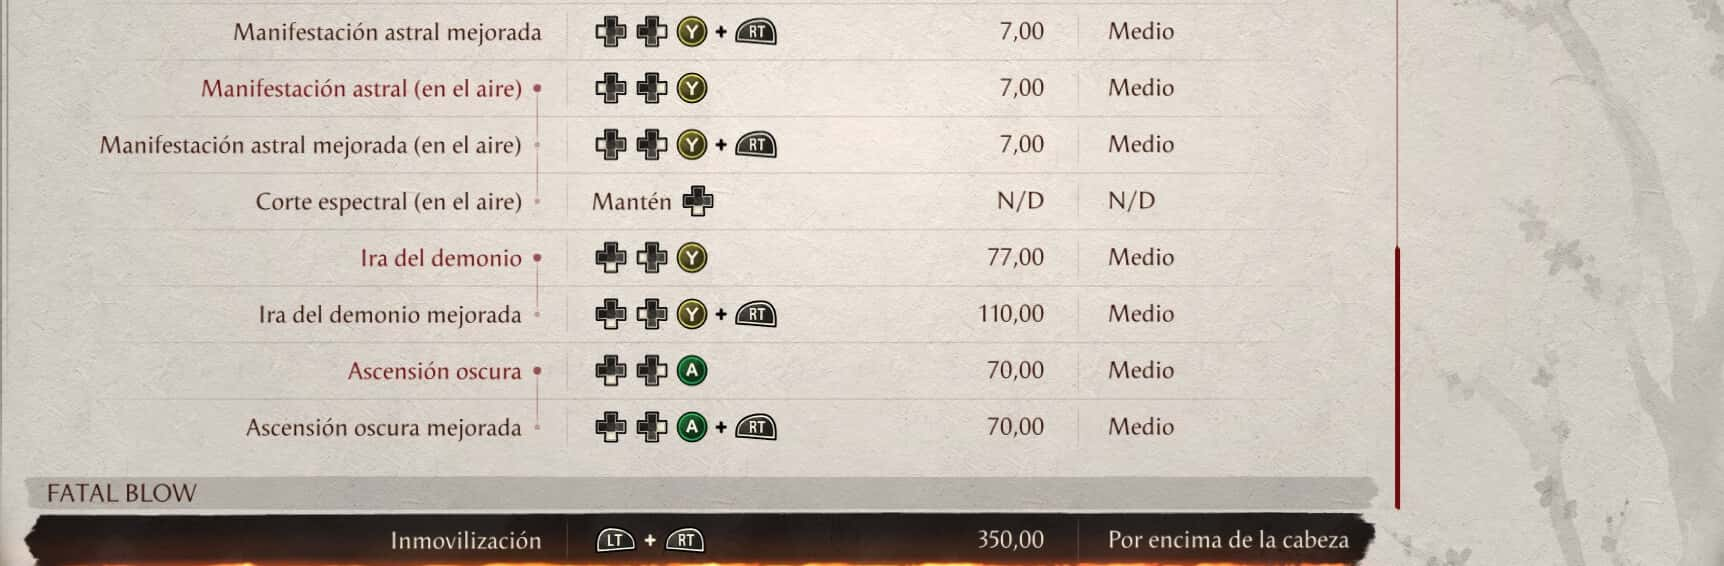 Manifestación astral mejorada Y + RT 7,00 Medio
Manifestación astral (en el aire) Y 7,00 Medio
Manifestación astral mejorada (en el aire) Y + RT 7,00 Medio
Corte espectral (en el aire) Mantén N/D N/D
Ira del demonio Y 77,00 Medio
Ira del demonio mejorada Y + RT 110,00 Medio
Ascensión oscura A 70,00 Medio
Ascensión oscura mejorada A + RT 70,00 Medio
FATAL BLOW
Inmovilización LT + RT 350,00 Por encima de la cabeza